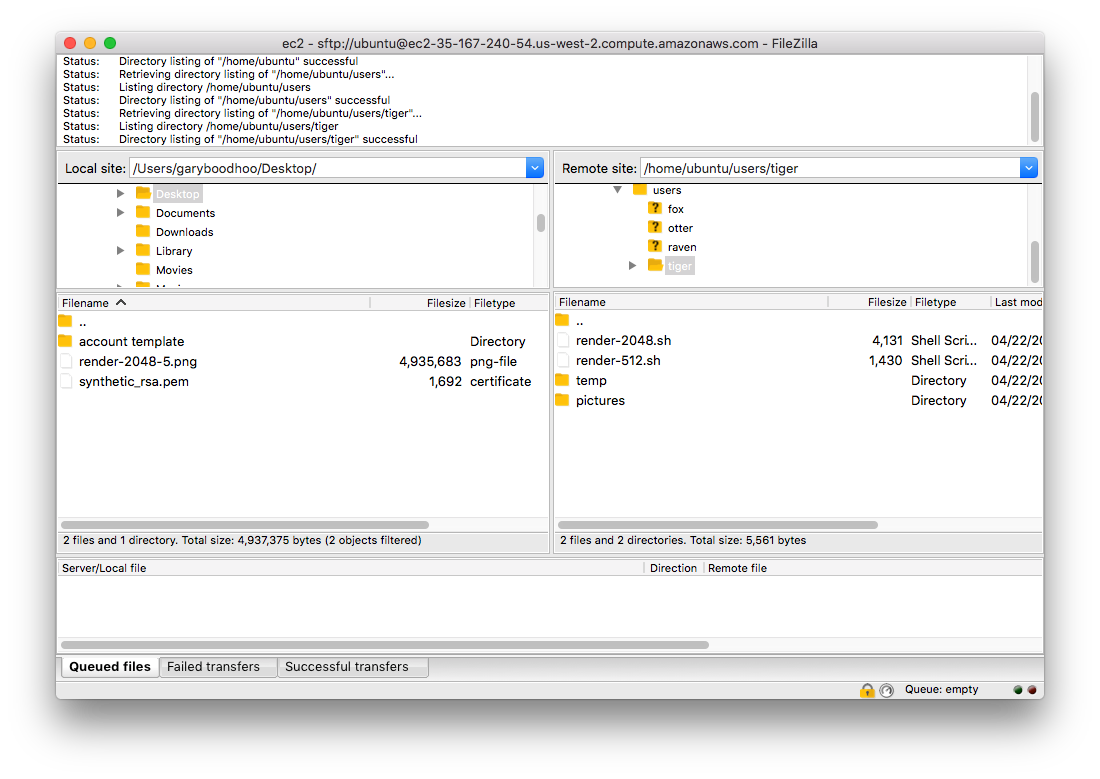 ec2 - sftp://ubuntu@ec2-35-167-240-54.us-west-2.compute.amazonaws.com - FileZilla
Status: Directory listing of "/home/ubuntu" successful
Status: Retrieving directory listing of "/home/ubuntu/users"...
Status: Listing directory /home/ubuntu/users
Status: Directory listing of "/home/ubuntu/users" successful
Status: Retrieving directory listing of "/home/ubuntu/users/tiger"...
Status: Listing directory /home/ubuntu/users/tiger
Status: Directory listing of "/home/ubuntu/users/tiger" successful
Local site: /Users/garyboodhoo/Desktop/
Desktop
Documents
Downloads
Library
Movies
Filename Filesize Filetype
..
account template Directory
render-2048-5.png 4,935,683 png-file
synthetic_rsa.pem 1,692 certificate
2 files and 1 directory. Total size: 4,937,375 bytes (2 objects filtered)
Remote site: /home/ubuntu/users/tiger
users
? fox
? otter
? raven
tiger
Filename Filesize Filetype Last mod
..
render-2048.sh 4,131 Shell Scri... 04/22/20
render-512.sh 1,430 Shell Scri... 04/22/20
temp Directory 04/22/20
pictures Directory 04/22/20
2 files and 2 directories. Total size: 5,561 bytes
Server/Local file Direction Remote file
Queued files Failed transfers Successful transfers
Queue: empty